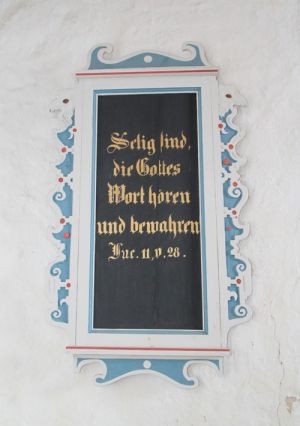 Selig sind,
die Gottes
Wort hören
und bewahren
Luc. 11, v. 28.